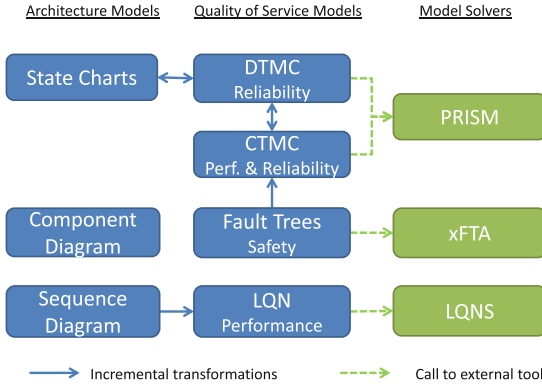 Architecture Models
Quality of Service Models
Model Solvers
State Charts
DTMC
Reliability
PRISM
CTMC
Perf. & Reliability
Component
Diagram
Fault Trees
Safety
xFTA
Sequence
Diagram
LQN
Performance
LQNS
Incremental transformations
Call to external tool